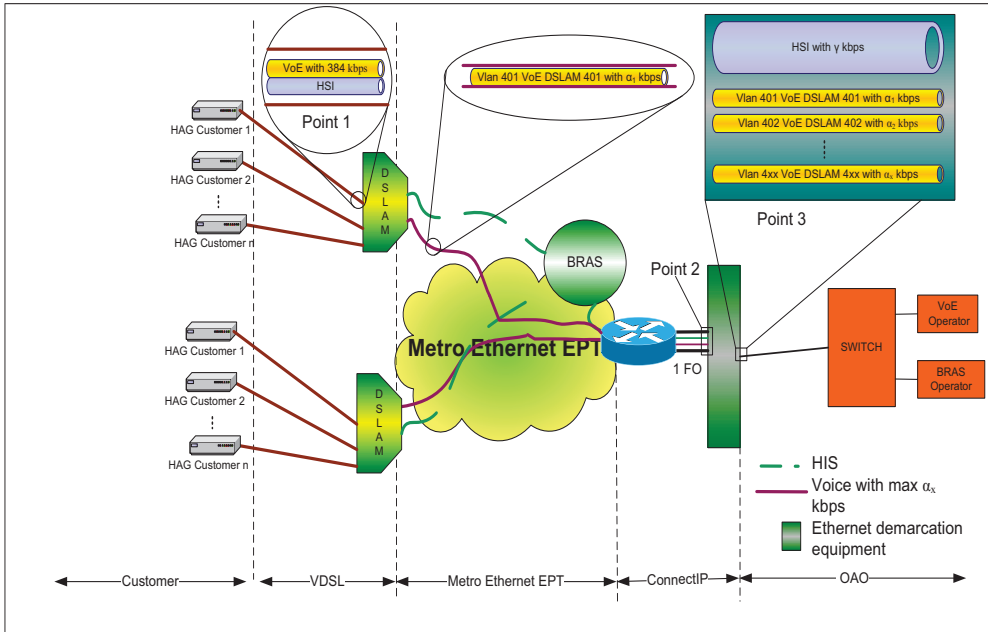 VoE with 384 kbps
HSI
Point 1
Vlan 401 VoE DSLAM 401 with α₁ kbps
HSI with γ kbps
Vlan 401 VoE DSLAM 401 with α₁ kbps
Vlan 402 VoE DSLAM 402 with α₂ kbps
Vlan 4xx VoE DSLAM 4xx with αₓ kbps
Point 3
HAG Customer 1
HAG Customer 2
HAG Customer n
DSLAM
BRAS
Point 2
Metro Ethernet EPT
1 FO
SWITCH
VoE
Operator
BRAS
Operator
HAG Customer 1
HAG Customer 2
HAG Customer n
DSLAM
HIS
Voice with max αₓ
kbps
Ethernet demarcation
equipment
Customer
VDSL
Metro Ethernet EPT
ConnectIP
OAO